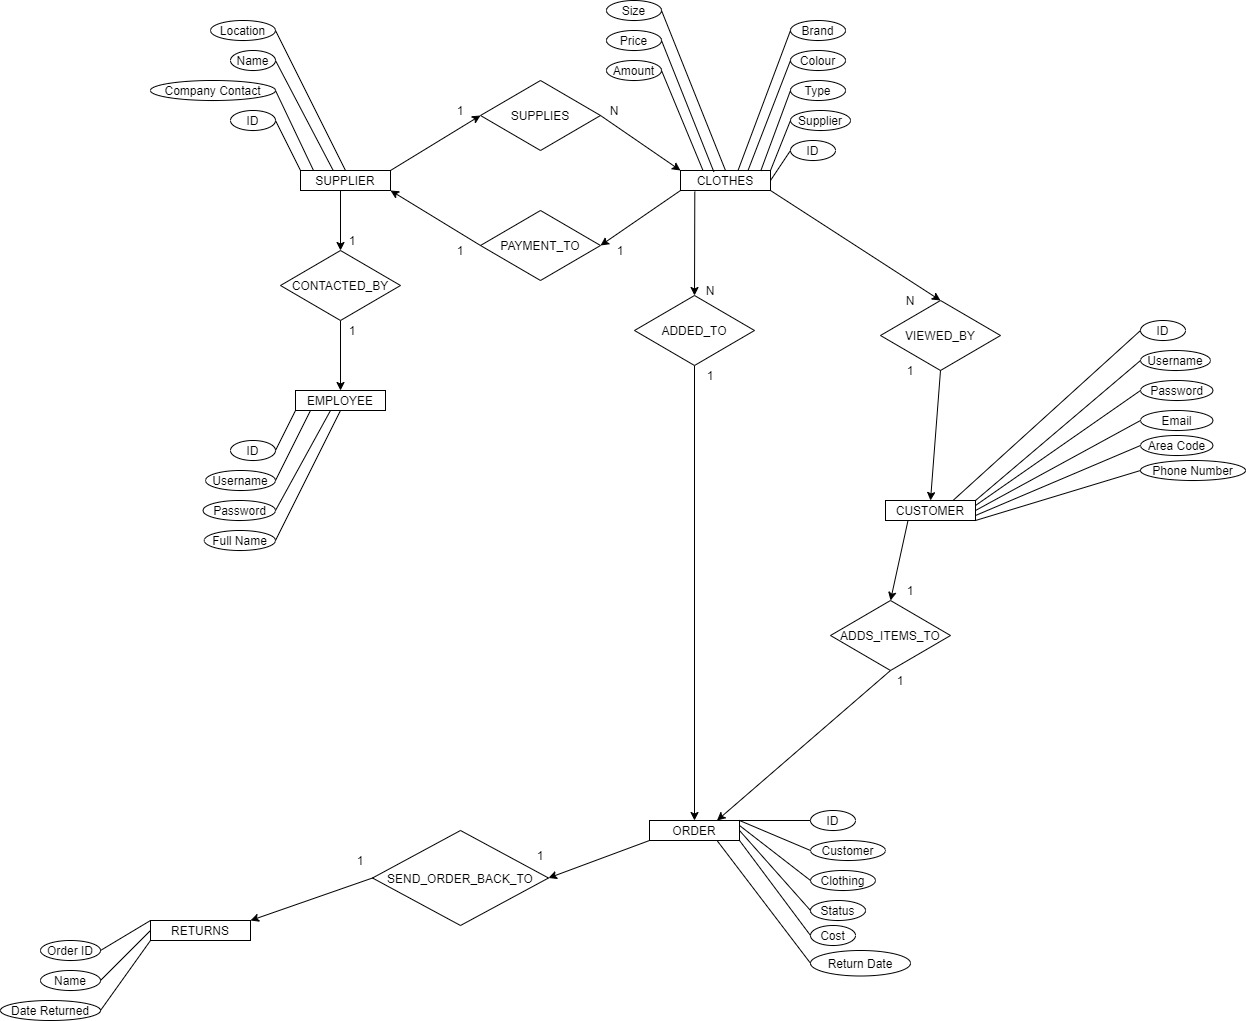 Location
Name
Company Contact
ID
SUPPLIER
1
SUPPLIES
N
Size
Price
Amount
Brand
Colour
Type
Supplier
ID
CLOTHES
1
PAYMENT_TO
1
1
CONTACTED_BY
1
EMPLOYEE
ID
Username
Password
Full Name
N
ADDED_TO
1
N
VIEWED_BY
1
ID
Username
Password
Email
Area Code
Phone Number
CUSTOMER
1
ADDS_ITEMS_TO
1
ORDER
ID
Customer
Clothing
Status
Cost
Return Date
1
SEND_ORDER_BACK_TO
1
RETURNS
Order ID
Name
Date Returned